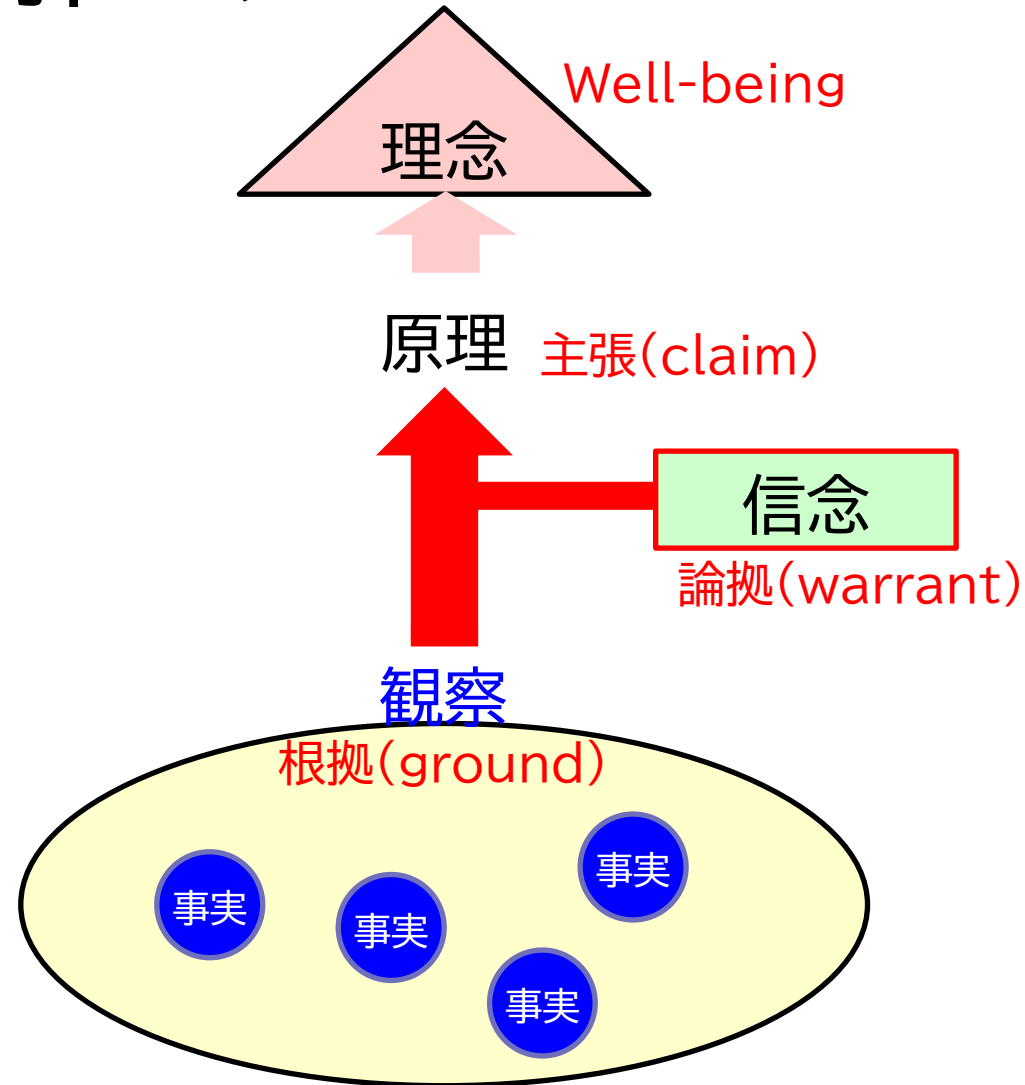 Well-being
理念
原理
主張(claim)
信念
論拠(warrant)
観察
根拠(ground)
事実
事実
事実
事実